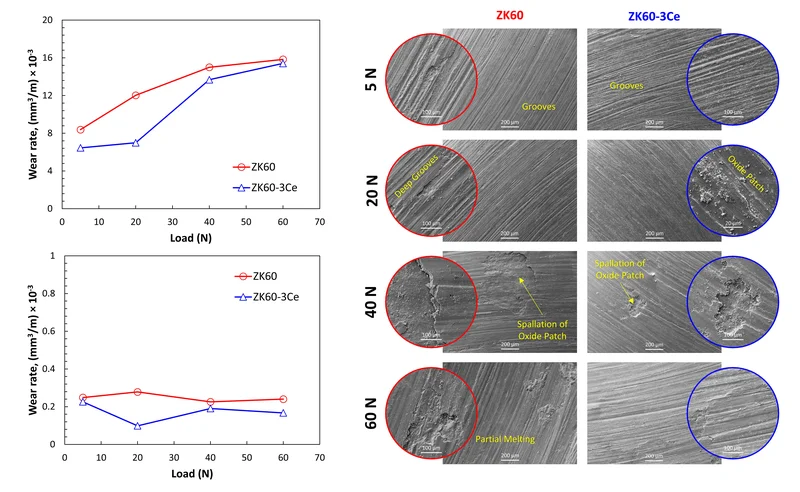 20
16
12
8
4
0
Wear rate, (mm³/m) × 10⁻³
ZK60
ZK60-3Ce
0 10 20 30 40 50 60 70
Load (N)
1
0.8
0.6
0.4
0.2
0
Wear rate, (mm³/m) × 10⁻³
ZK60
ZK60-3Ce
0 10 20 30 40 50 60 70
Load (N)
ZK60
ZK60-3Ce
5 N
100 µm
Grooves
200 µm
Grooves
200 µm
100 µm
20 N
Deep Grooves
100 µm
200 µm
200 µm
Oxide Patch
20 µm
40 N
100 µm
Spallation of
Oxide Patch
200 µm
Spallation of
Oxide Patch
200 µm
100 µm
60 N
100 µm
Partial Melting
200 µm
200 µm
100 µm